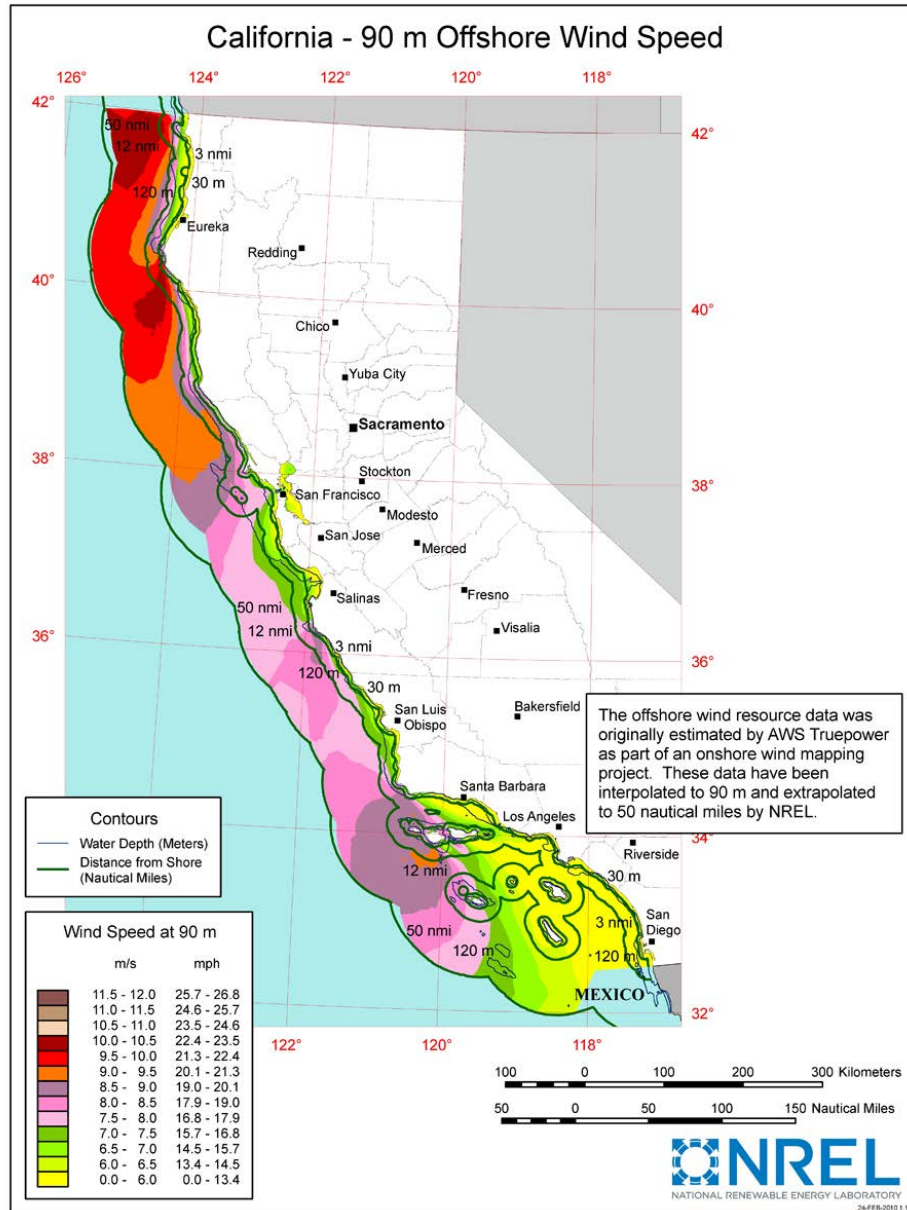 California - 90 m Offshore Wind Speed
126°
124°
122°
120°
118°
42°
42°
50 nmi
12 nmi
3 nmi
120 m
30 m
Eureka
Redding
40°
40°
Chico
Yuba City
Sacramento
38°
38°
Stockton
San Francisco
Modesto
San Jose
Merced
50 nmi
Salinas
Fresno
12 nmi
Visalia
36°
3 nmi
36°
120 m
30 m
San Luis
Obispo
Bakersfield
The offshore wind resource data was
originally estimated by AWS Truepower
as part of an onshore wind mapping
project. These data have been
interpolated to 90 m and extrapolated
to 50 nautical miles by NREL.
Santa Barbara
Los Angeles
34°
Riverside
12 nmi
30 m
50 nmi
3 nmi
San
Diego
120 m
120 m
MEXICO
32°
122°
120°
118°
Contours
Water Depth (Meters)
Distance from Shore
(Nautical Miles)
Wind Speed at 90 m
m/s mph
11.5 - 12.0 25.7 - 26.8
11.0 - 11.5 24.6 - 25.7
10.5 - 11.0 23.5 - 24.6
10.0 - 10.5 22.4 - 23.5
9.5 - 10.0 21.3 - 22.4
9.0 - 9.5 20.1 - 21.3
8.5 - 9.0 19.0 - 20.1
8.0 - 8.5 17.9 - 19.0
7.5 - 8.0 16.8 - 17.9
7.0 - 7.5 15.7 - 16.8
6.5 - 7.0 14.5 - 15.7
6.0 - 6.5 13.4 - 14.5
0.0 - 6.0 0.0 - 13.4
100 0 100 200 300 Kilometers
50 0 50 100 150 Nautical Miles
NREL
NATIONAL RENEWABLE ENERGY LABORATORY